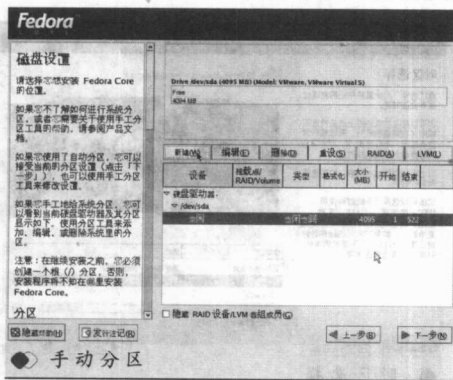 Fedora
磁盘设置
请选择您想安装 Fedora Core
的位置。
如果您不了解如何进行系统分
区，或者您需要关于使用手工分
区工具的帮助，请参阅产品文
档。
如果您使用了自动分区，您可以
接受当前的分区设置（点击「下
一步」），也可以使用手工分区
工具来修改设置。
如果您手工地给系统分区，您可
以看到当前硬盘驱动器及其分区
显示如下。使用分区工具来添
加、编辑、或删除系统里的分
区。
注意：在继续安装之前，您必须
创建一个根 (/) 分区，否则，
安装程序将不知在哪里安装
Fedora Core。
分区
Drive /dev/sda (4095 MB) (Model: VMware, VMware Virtual S)
Free
4094 MB
新建(W) 编辑(E) 删除(D) 重设(S) RAID(A) LVM(L)
设备 挂载点/RAID/Volume 类型 格式化 大小(MB) 开始 结束
硬盘驱动器
/dev/sda
空闲 空闲空间 4095 1 522
隐藏 RAID 设备/LVM 卷组成员(G)
隐藏帮助(H) 发行注记(R) 上一步(B) 下一步(N)
手动分区